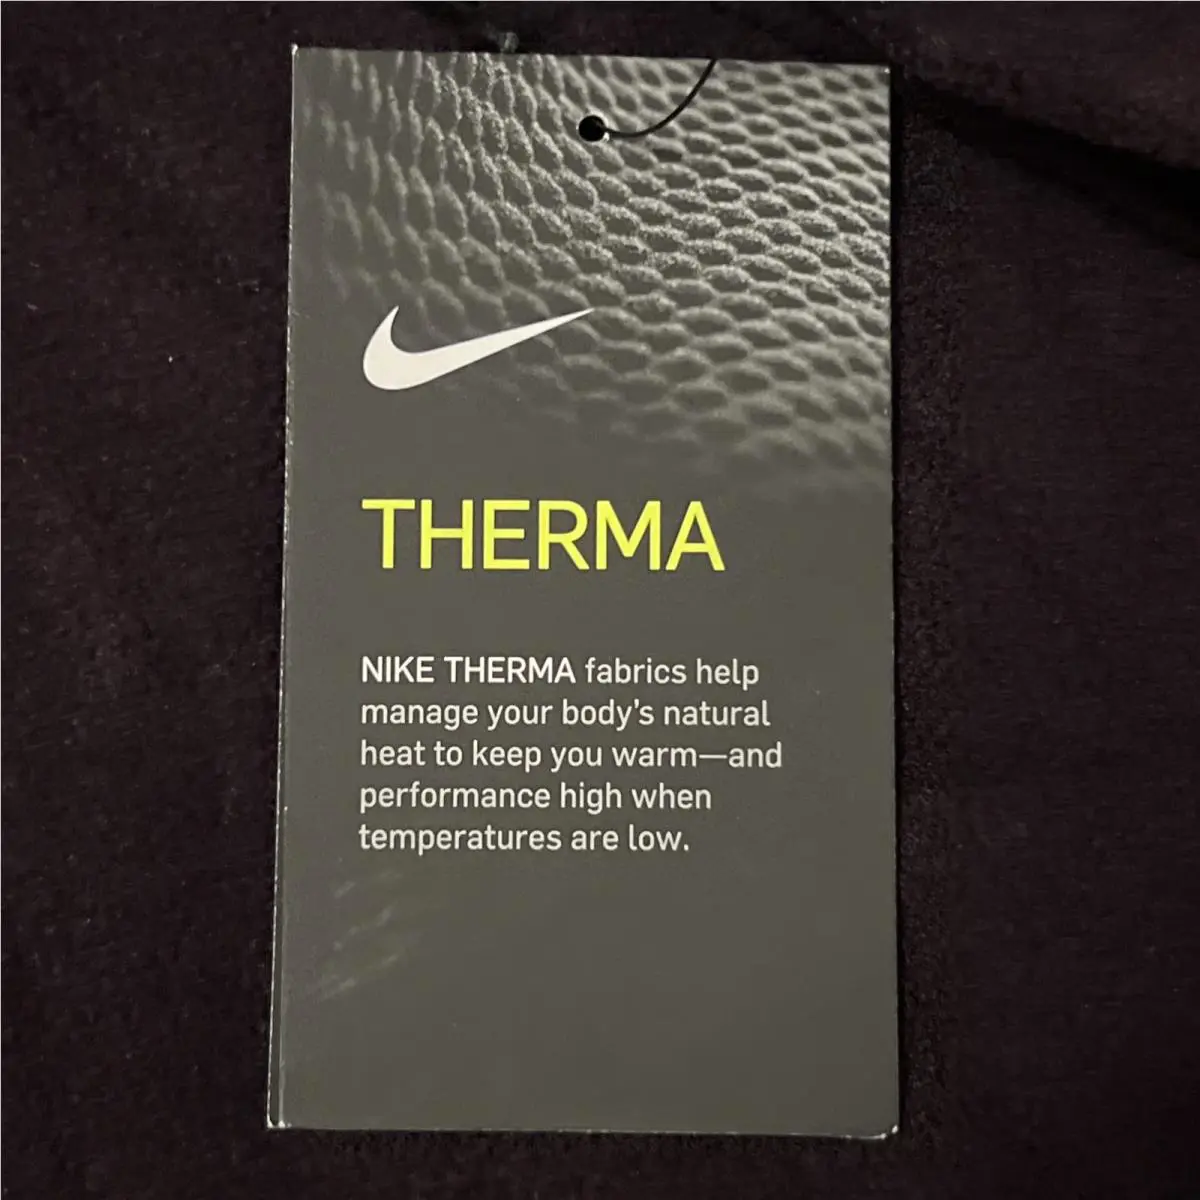 THERMA
NIKE THERMA fabrics help
manage your body's natural
heat to keep you warm—and
performance high when
temperatures are low.